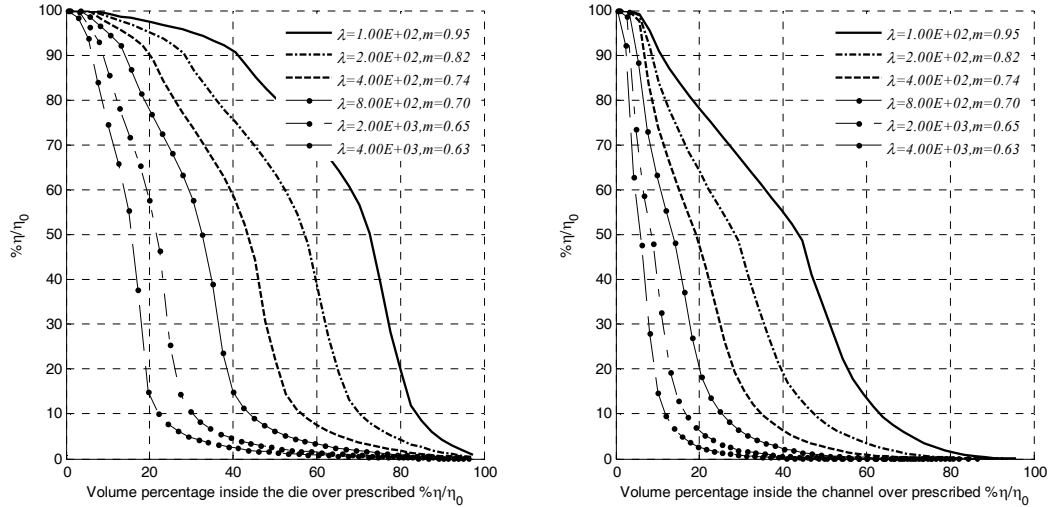 100
90
80
70
60
50
40
30
20
10
0
%η/η0
λ=1.00E+02,m=0.95
λ=2.00E+02,m=0.82
λ=4.00E+02,m=0.74
λ=8.00E+02,m=0.70
λ=2.00E+03,m=0.65
λ=4.00E+03,m=0.63
0 20 40 60 80 100
Volume percentage inside the die over prescribed %η/η0
100
90
80
70
60
50
40
30
20
10
0
%η/η0
λ=1.00E+02,m=0.95
λ=2.00E+02,m=0.82
λ=4.00E+02,m=0.74
λ=8.00E+02,m=0.70
λ=2.00E+03,m=0.65
λ=4.00E+03,m=0.63
0 20 40 60 80 100
Volume percentage inside the channel over prescribed %η/η0